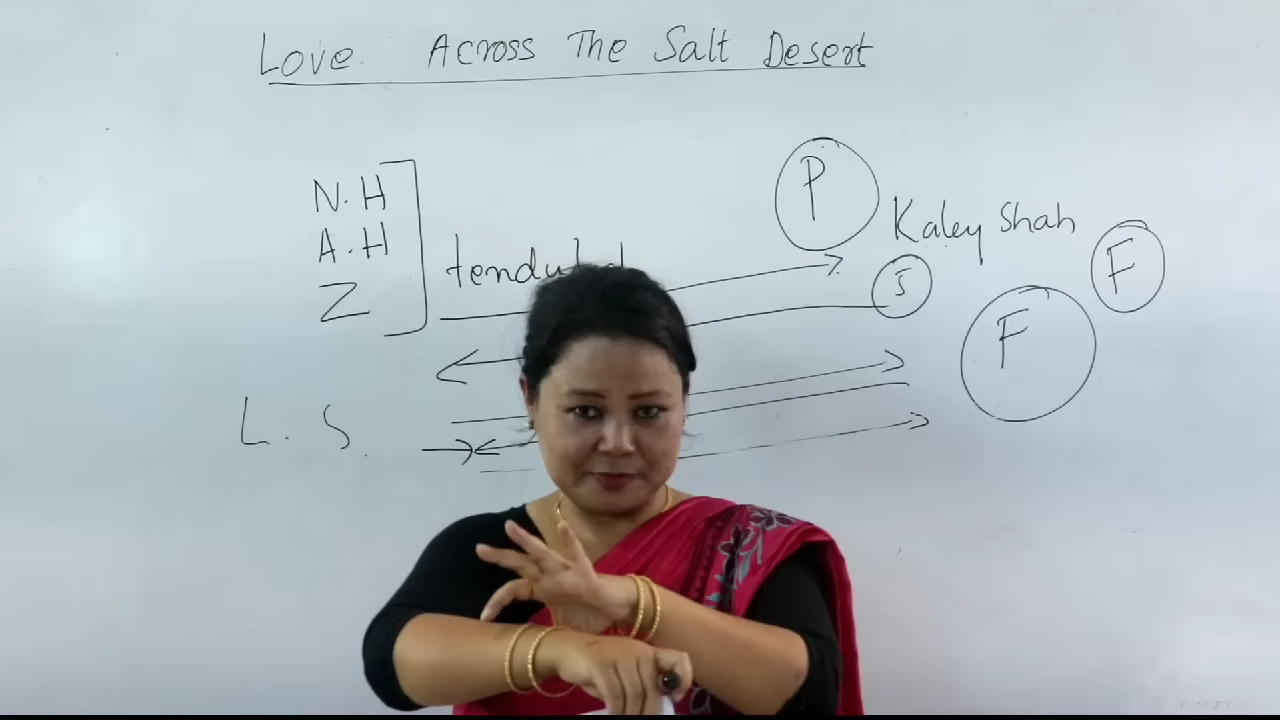 Love Across The Salt Desert
N.H
A.H
Z
P
Kaley Shah
F
F
L. S.